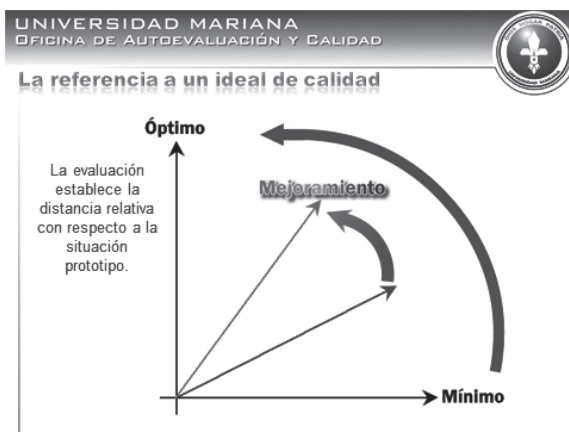 UNIVERSIDAD MARIANA
OFICINA DE AUTOEVALUACIÓN Y CALIDAD
La referencia a un ideal de calidad
Óptimo
La evaluación
establece la
distancia relativa
con respecto a la
situación
prototipo.
Mejoramiento
Mínimo